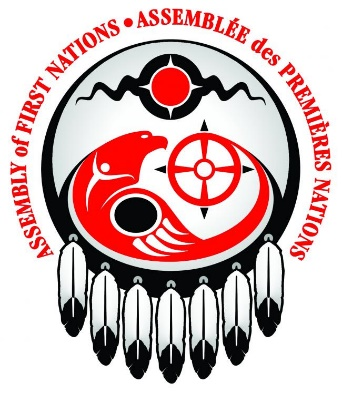 ASSEMBLY of FIRST NATIONS • ASSEMBLÉE des PREMIÈRES NATIONS